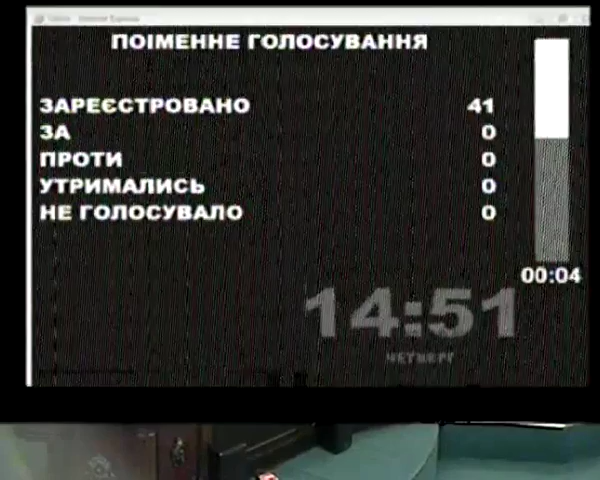 ПОІМЕННЕ ГОЛОСУВАННЯ
ЗАРЕЄСТРОВАНО 41
ЗА 0
ПРОТИ 0
УТРИМАЛИСЬ 0
НЕ ГОЛОСУВАЛО 0
00:04
14:51
ЧЕТВЕРГ